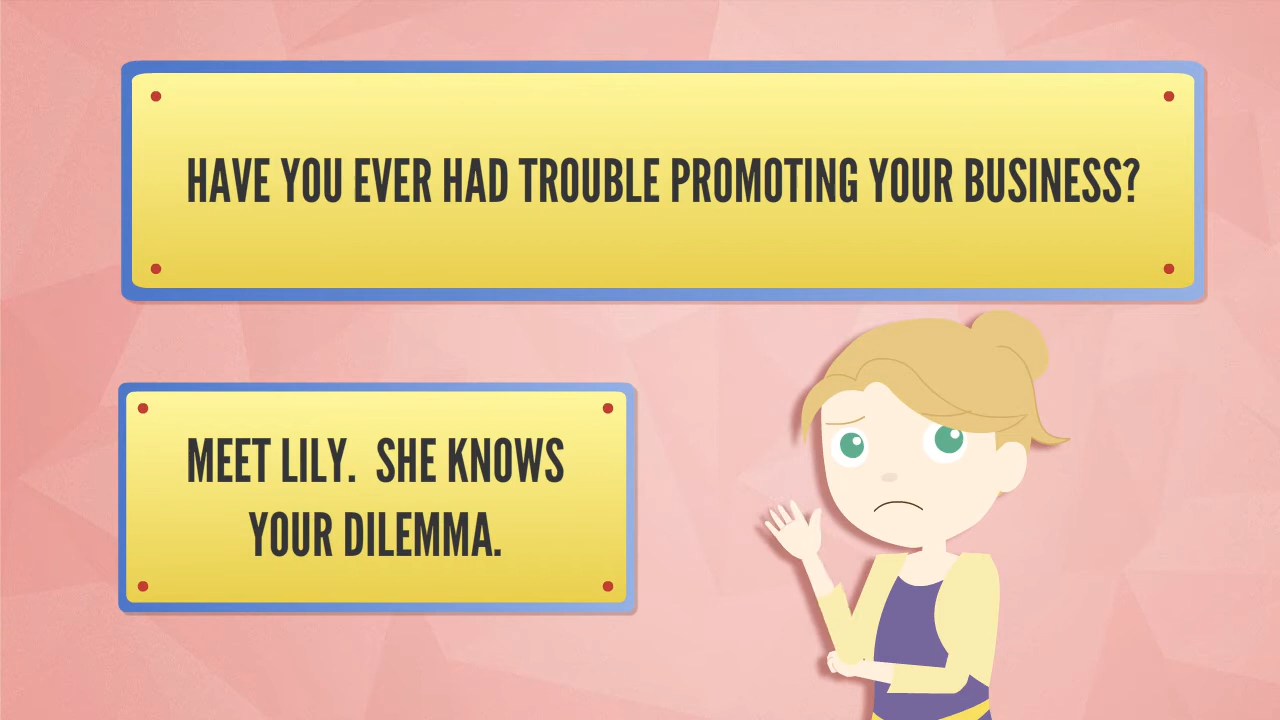 HAVE YOU EVER HAD TROUBLE PROMOTING YOUR BUSINESS?
MEET LILY. SHE KNOWS
YOUR DILEMMA.